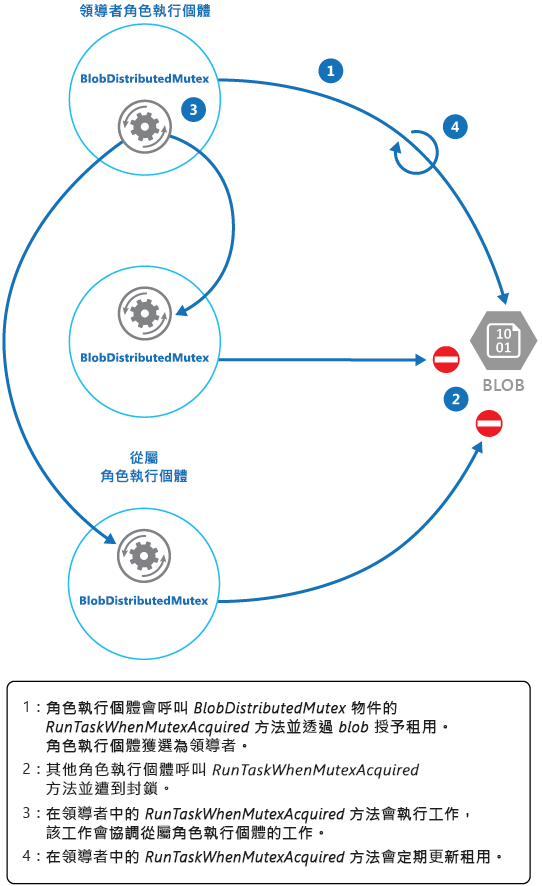 領導者角色執行個體
BlobDistributedMutex
1
3
4
BlobDistributedMutex
10
01
BLOB
2
從屬
角色執行個體
BlobDistributedMutex
1：角色執行個體會呼叫 BlobDistributedMutex 物件的
RunTaskWhenMutexAcquired 方法並透過 blob 授予租用。
角色執行個體獲選為領導者。
2：其他角色執行個體呼叫 RunTaskWhenMutexAcquired
方法並遭到封鎖。
3：在領導者中的 RunTaskWhenMutexAcquired 方法會執行工作，
該工作會協調從屬角色執行個體的工作。
4：在領導者中的 RunTaskWhenMutexAcquired 方法會定期更新租用。